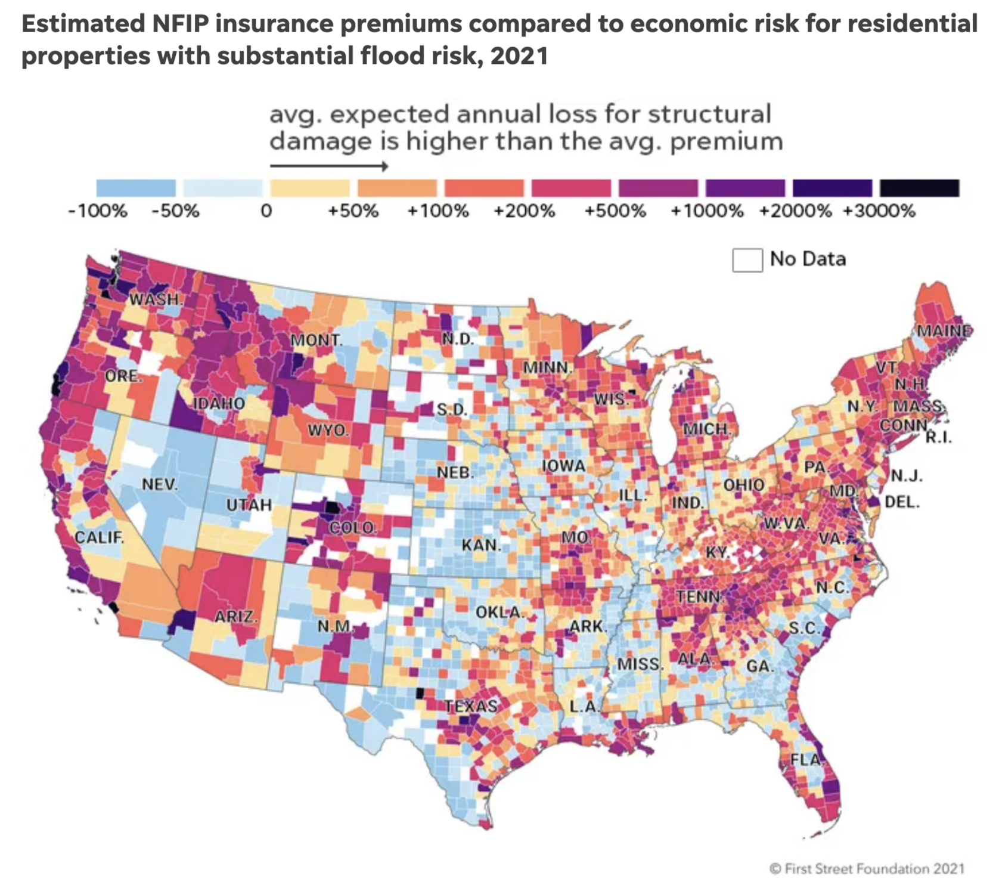 Estimated NFIP insurance premiums compared to economic risk for residential
properties with substantial flood risk, 2021
avg. expected annual loss for structural
damage is higher than the avg. premium
-100% -50% 0 +50% +100% +200% +500% +1000% +2000% +3000%
No Data
WASH.
MAINE
MONT.
N.D.
MINN.
VT.
ORE.
N.H.
IDAHO
WIS.
S.D.
N.Y.
MASS.
WYO.
MICH.
CONN.
R.I.
IOWA
PA.
NEB.
N.J.
NEV.
OHIO
MD.
ILL.
IND.
DEL.
UTAH
COLO.
W.VA.
CALIF.
MO.
VA.
KAN.
KY.
N.C.
TENN.
OKLA.
ARIZ.
N.M.
ARK.
S.C.
MISS.
ALA.
GA.
TEXAS
L.A.
FLA.
© First Street Foundation 2021